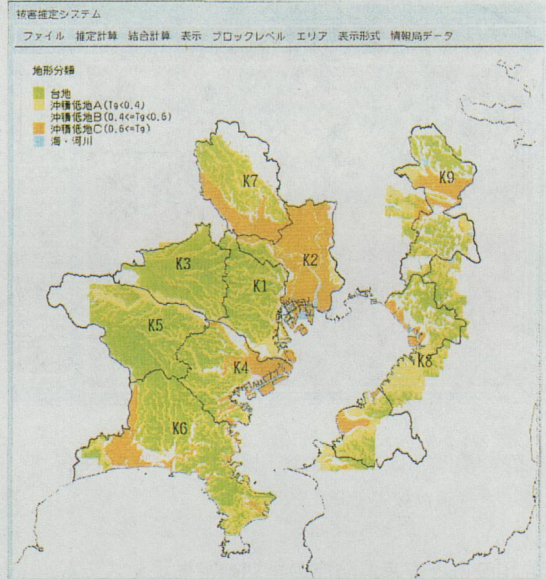 被害推定システム
ファイル 推定計算 結合計算 表示 ブロックレベル エリア 表示形式 情報局データ
地形分類
台地
沖積低地A(Tg<0.4)
沖積低地B(0.4<=Tg<0.6)
沖積低地C(0.6<=Tg)
海・河川
K7
K9
K2
K3
K1
K5
K8
K4
K6